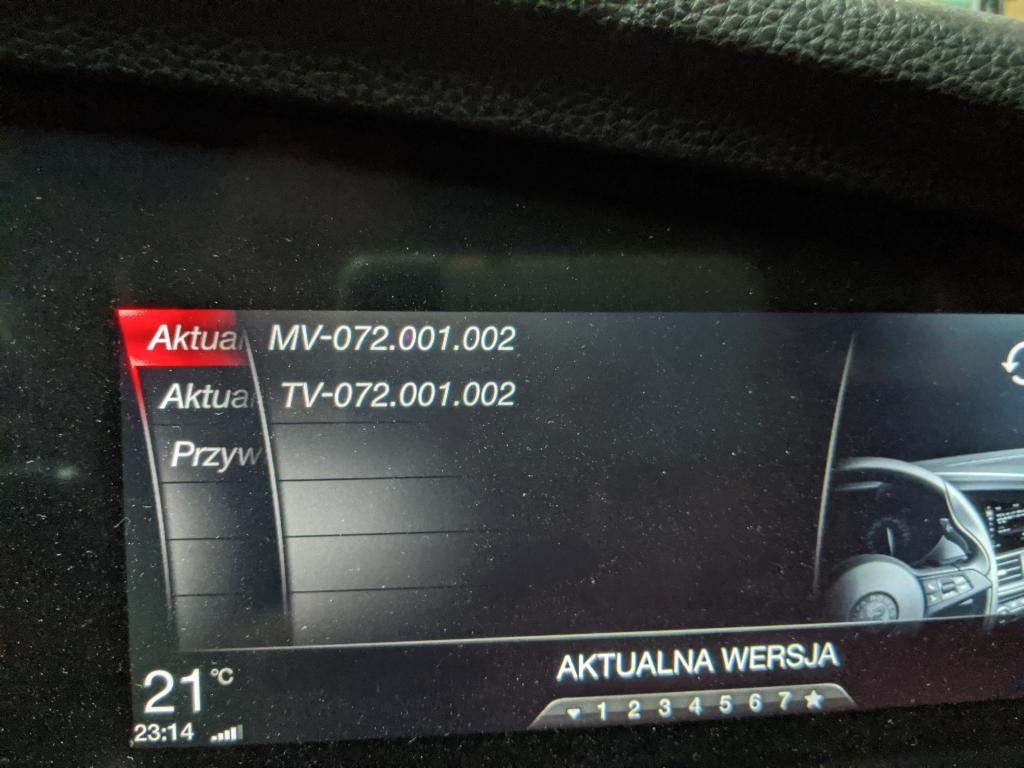 Aktual MV-072.001.002
Aktual TV-072.001.002
Przyw
AKTUALNA WERSJA
21 °C
1 2 3 4 5 6 7
23:14